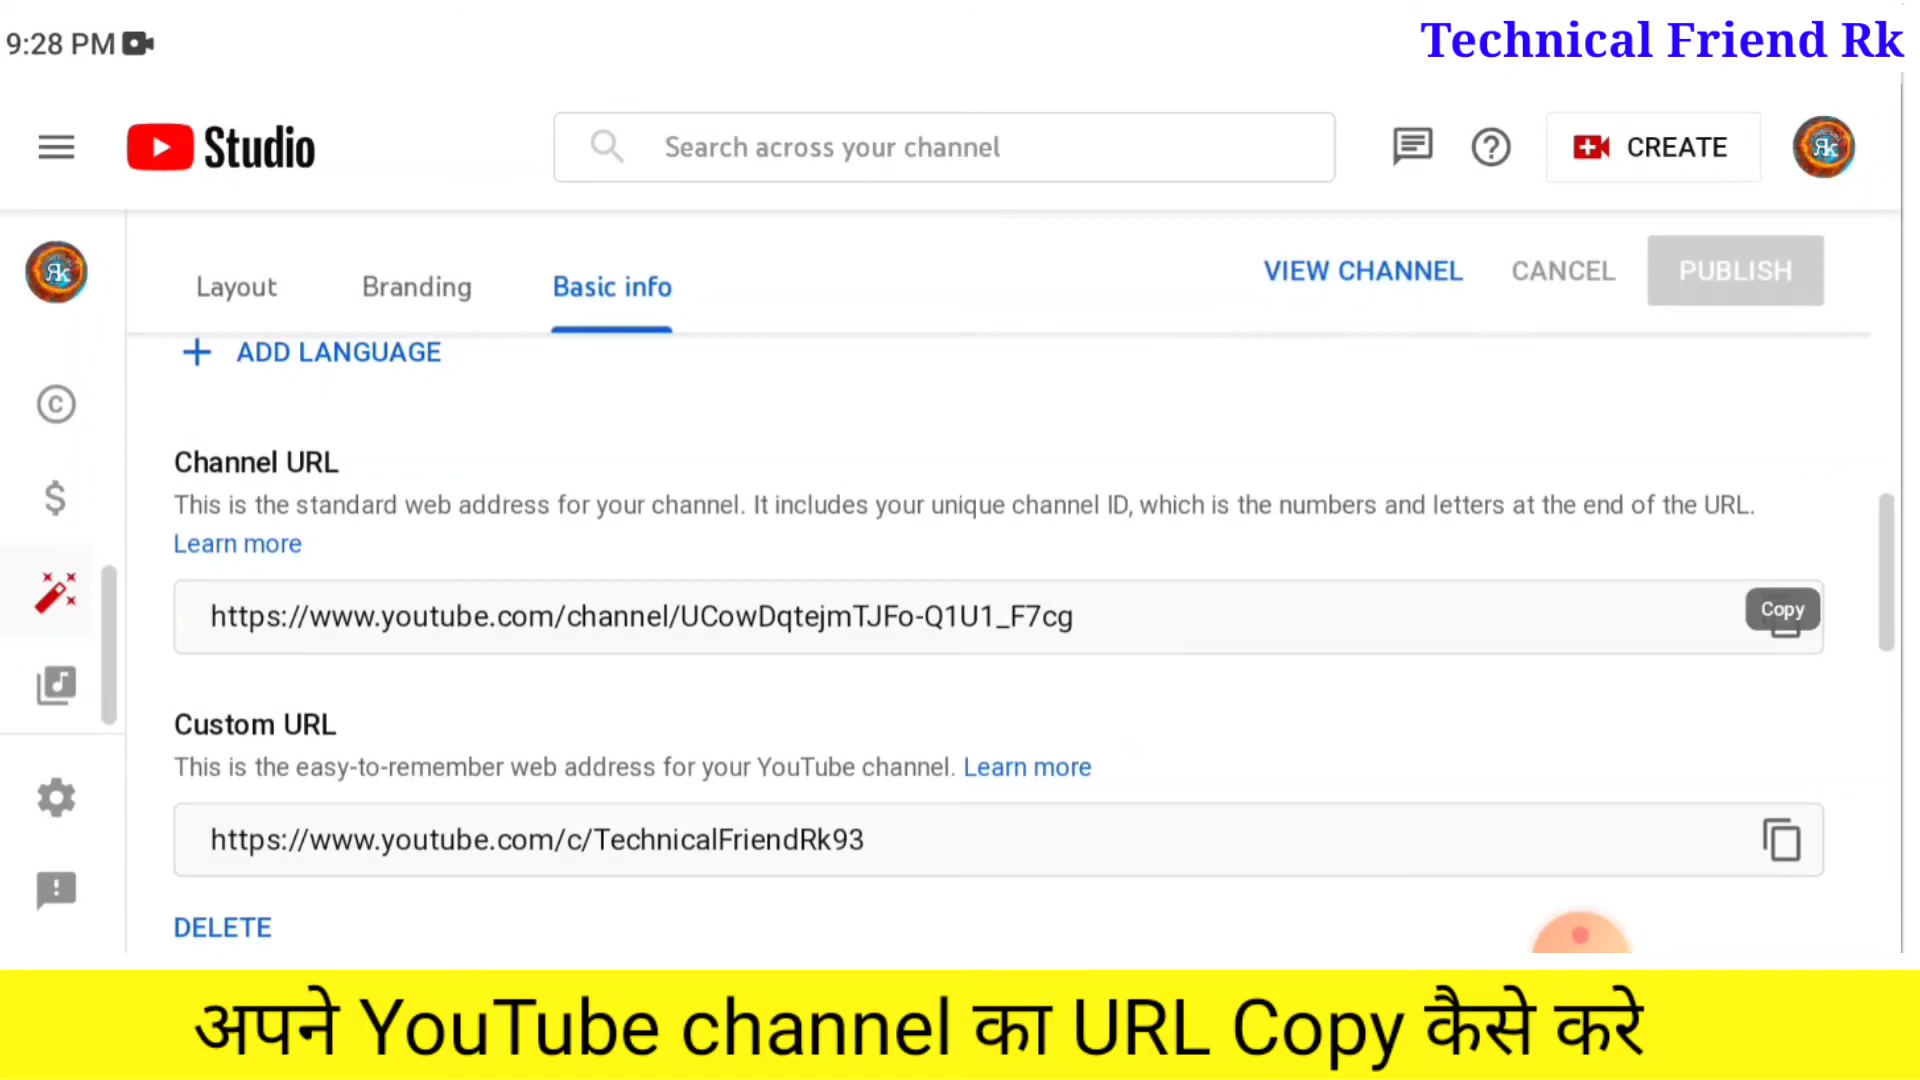 9:28 PM
Technical Friend Rk
Studio
Search across your channel
CREATE
Rk
Rk
Layout
Branding
Basic info
VIEW CHANNEL
CANCEL
PUBLISH
+ ADD LANGUAGE
Channel URL
This is the standard web address for your channel. It includes your unique channel ID, which is the numbers and letters at the end of the URL.
Learn more
https://www.youtube.com/channel/UCowDqtejmTJFo-Q1U1_F7cg
Copy
Custom URL
This is the easy-to-remember web address for your YouTube channel. Learn more
https://www.youtube.com/c/TechnicalFriendRk93
DELETE
अपने YouTube channel का URL Copy कैसे करे